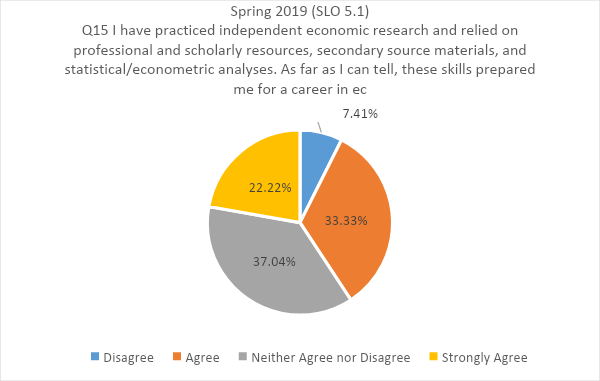 Spring 2019 (SLO 5.1)
Q15 I have practiced independent economic research and relied on
professional and scholarly resources, secondary source materials, and
statistical/econometric analyses. As far as I can tell, these skills prepared
me for a career in ec
7.41%
33.33%
37.04%
22.22%
Disagree Agree Neither Agree nor Disagree Strongly Agree